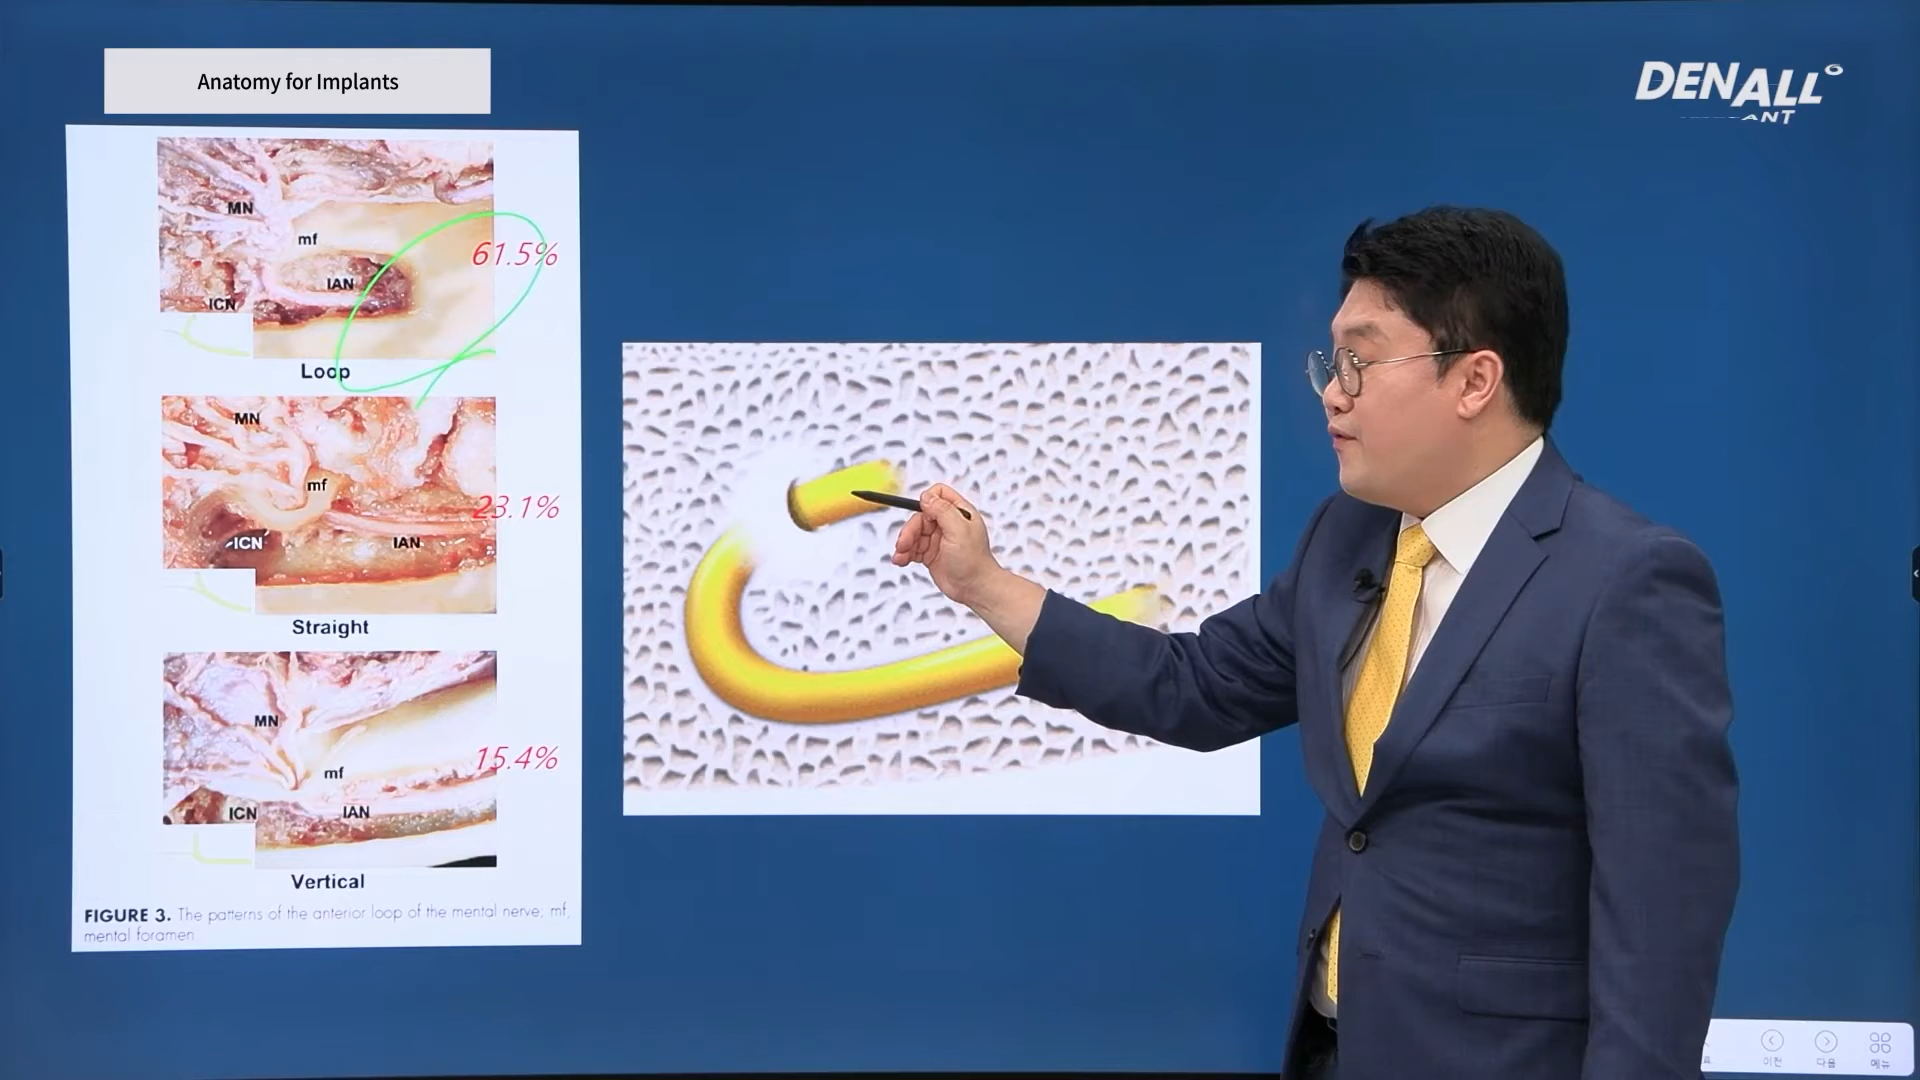 Anatomy for Implants
DENALL
ANT
MN
mf
61.5%
IAN
ICN
Loop
MN
mf
23.1%
ICN
IAN
Straight
MN
15.4%
mf
ICN
IAN
Vertical
FIGURE 3. The patterns of the anterior loop of the mental nerve; mf,
mental foramen
이전
다음
메뉴